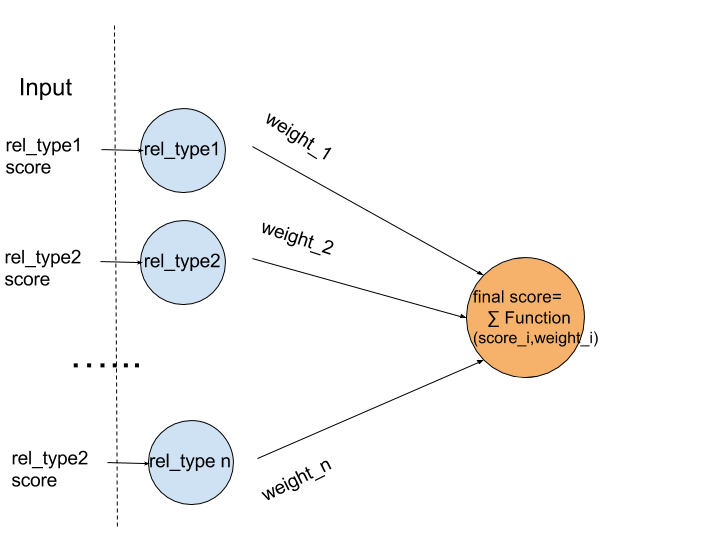 Input
rel_type1
score
rel_type1
weight_1
rel_type2
score
rel_type2
weight_2
final score=
∑ Function
(score_i,weight_i)
......
rel_type2
score
rel_type n
weight_n